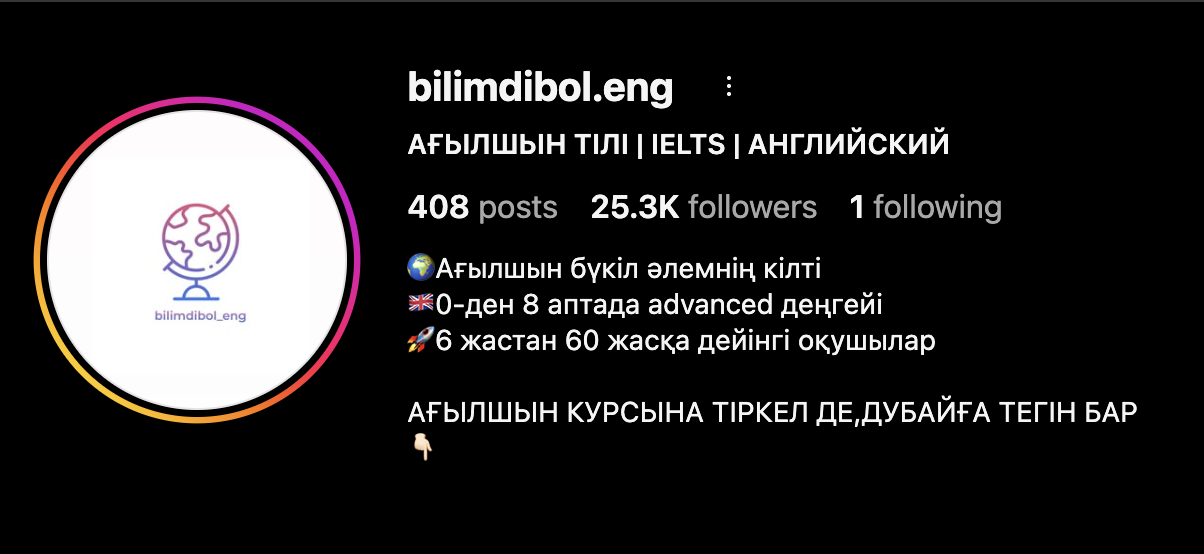 bilimdibol.eng
АҒЫЛШЫН ТІЛІ | IELTS | АНГЛИЙСКИЙ
408 posts 25.3K followers 1 following
🌍Ағылшын бүкіл әлемнің кілті
🇬🇧0-ден 8 аптада advanced деңгейі
🚀6 жастан 60 жасқа дейінгі оқушылар
АҒЫЛШЫН КУРСЫНА ТІРКЕЛ ДЕ,ДУБАЙҒА ТЕГІН БАР
👇🏻
bilimdibol_eng